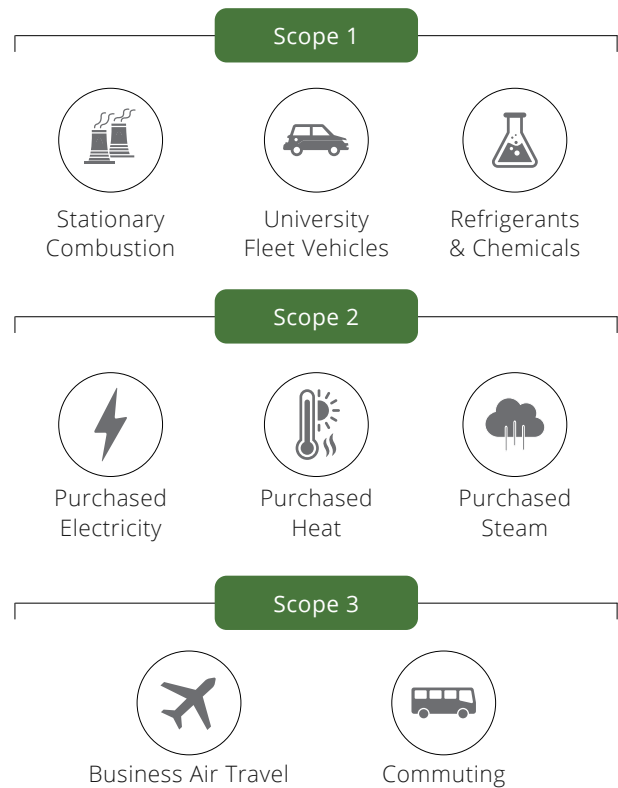 Scope 1
Stationary
Combustion
University
Fleet Vehicles
Refrigerants
& Chemicals
Scope 2
Purchased
Electricity
Purchased
Heat
Purchased
Steam
Scope 3
Business Air Travel
Commuting